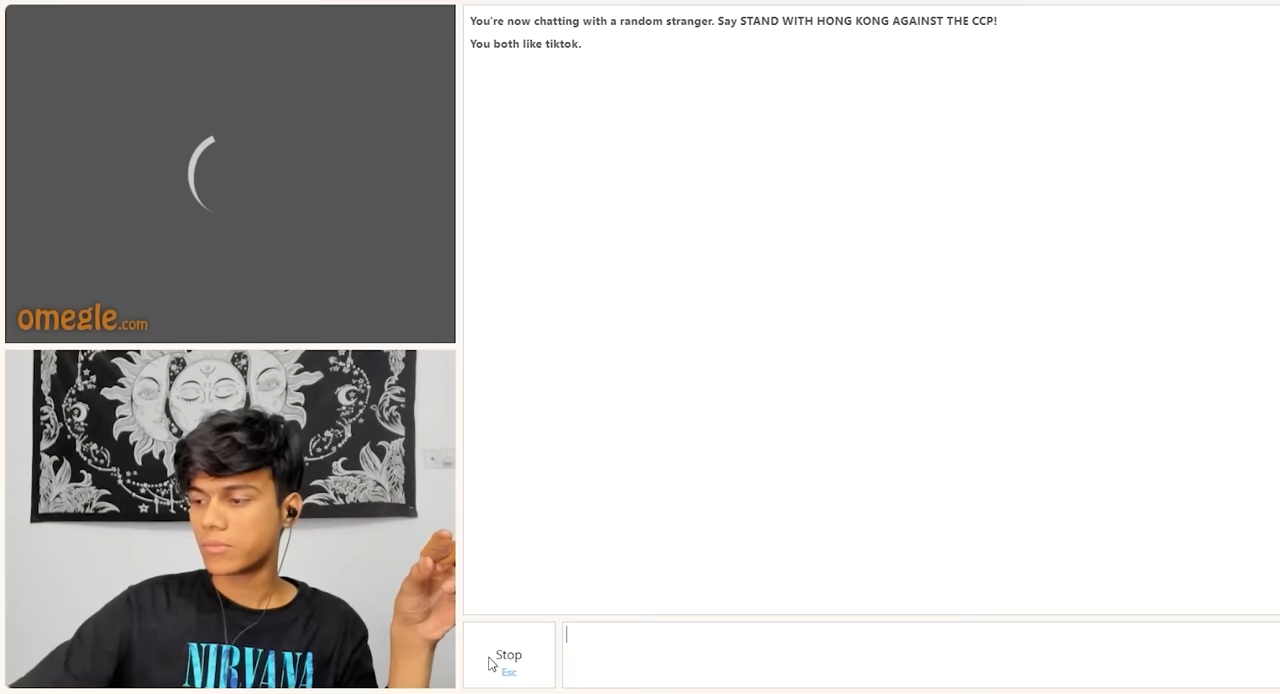 You're now chatting with a random stranger. Say STAND WITH HONG KONG AGAINST THE CCP!
You both like tiktok.
omegle.com
NIRVANA
Stop
Esc